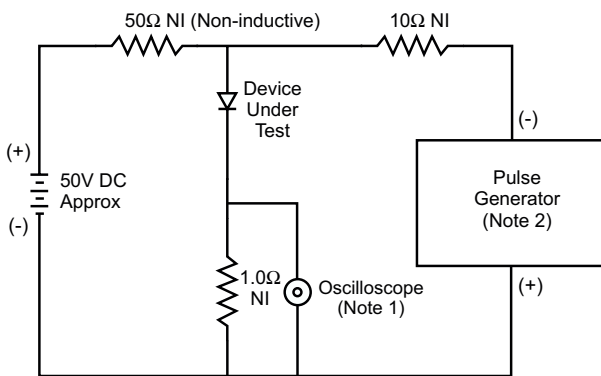 50Ω NI (Non-inductive)
10Ω NI
Device
Under
Test
(+)
50V DC
Approx
(-)
1.0Ω
NI
Oscilloscope
(Note 1)
(-)
Pulse
Generator
(Note 2)
(+)